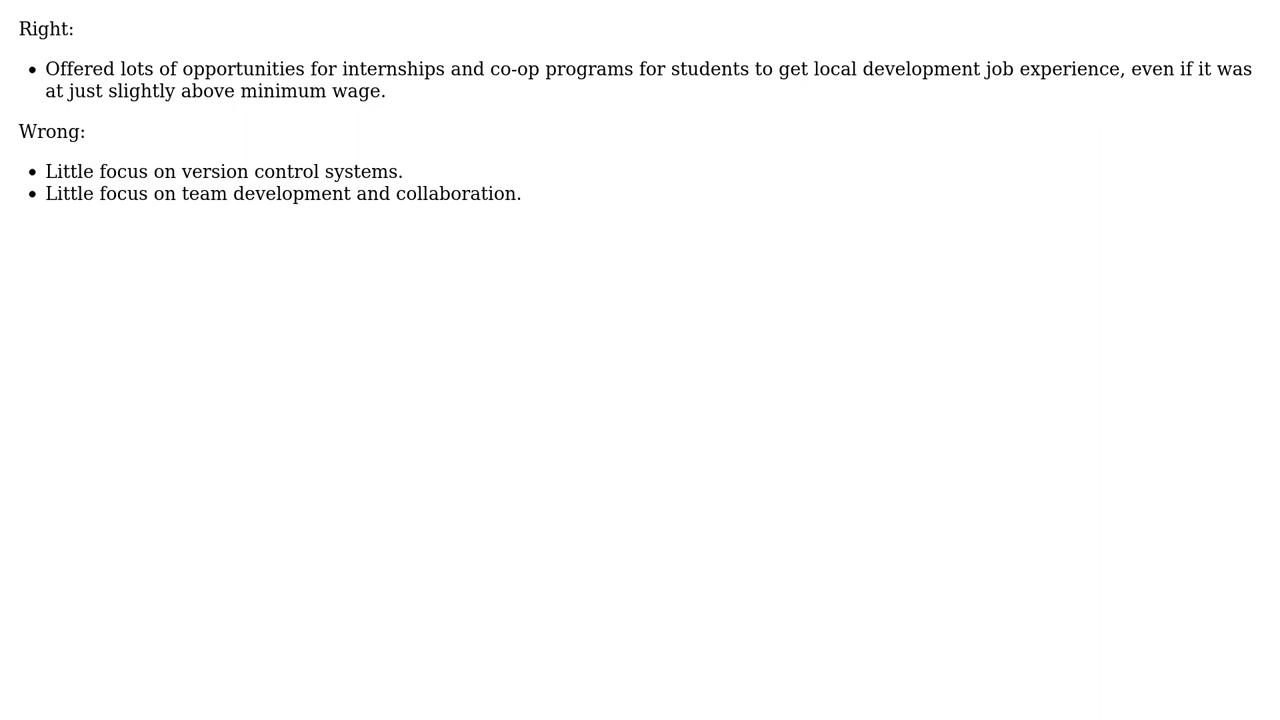 Right:
• Offered lots of opportunities for internships and co-op programs for students to get local development job experience, even if it was
at just slightly above minimum wage.
Wrong:
• Little focus on version control systems.
• Little focus on team development and collaboration.